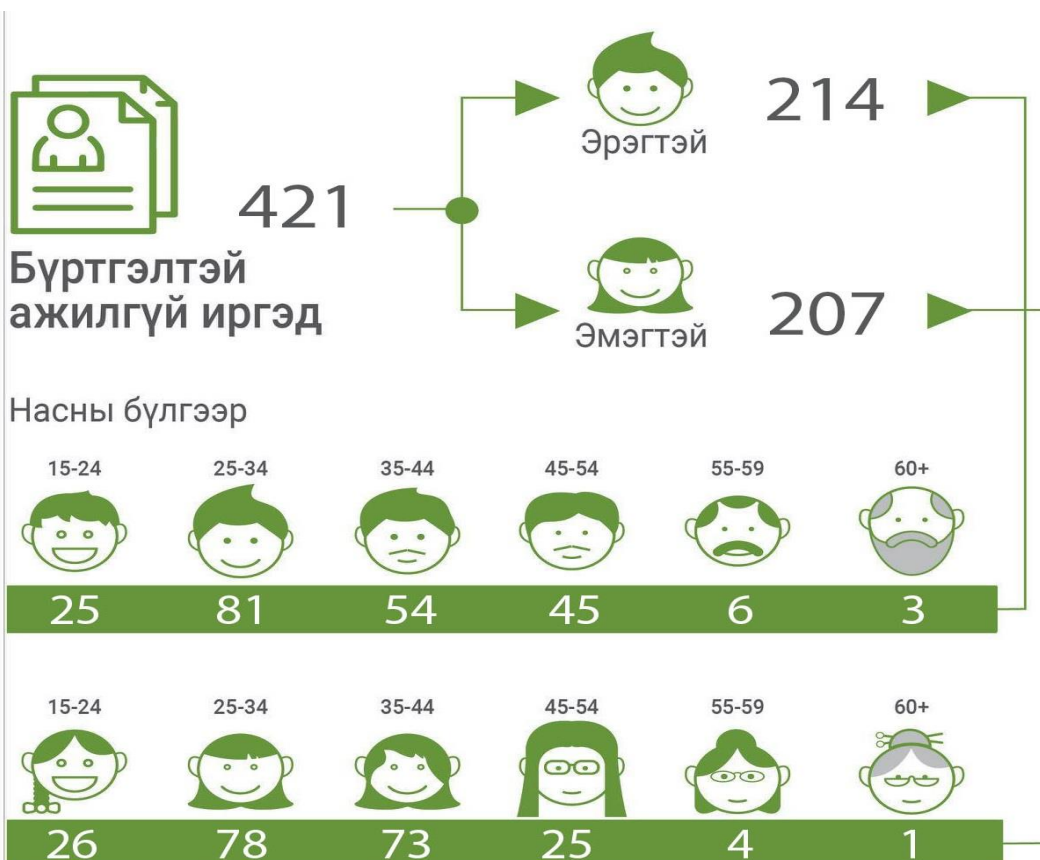 Эрэгтэй
214
421
Бүртгэлтэй
ажилгүй иргэд
Эмэгтэй
207
Насны бүлгээр
15-24 25-34 35-44 45-54 55-59 60+
25 81 54 45 6 3
15-24 25-34 35-44 45-54 55-59 60+
26 78 73 25 4 1